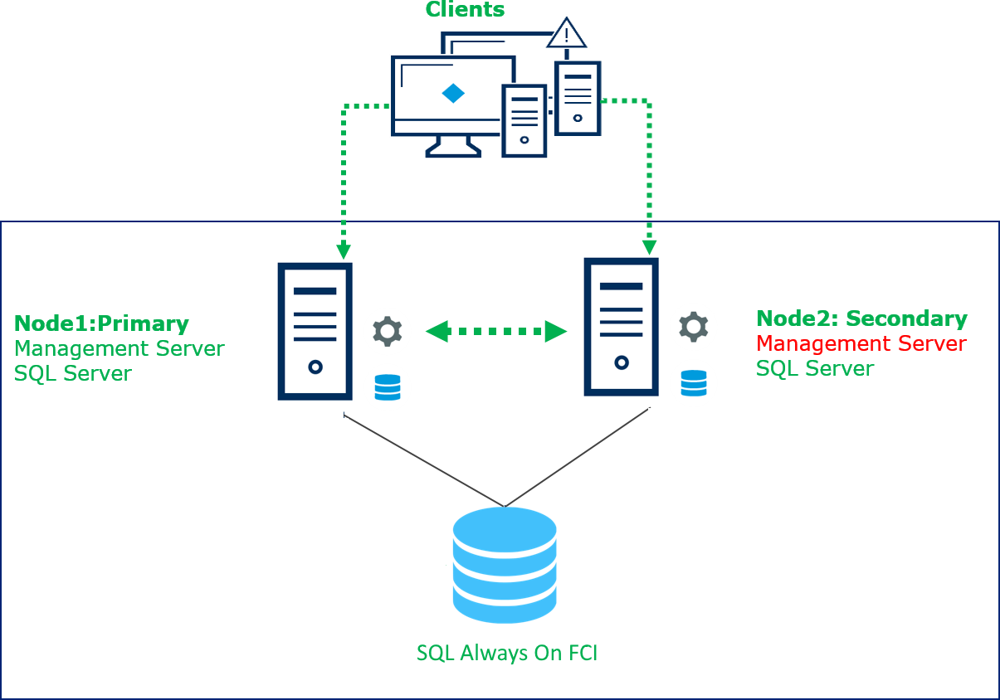 Clients
Node1:Primary
Management Server
SQL Server
Node2: Secondary
Management Server
SQL Server
SQL Always On FCI